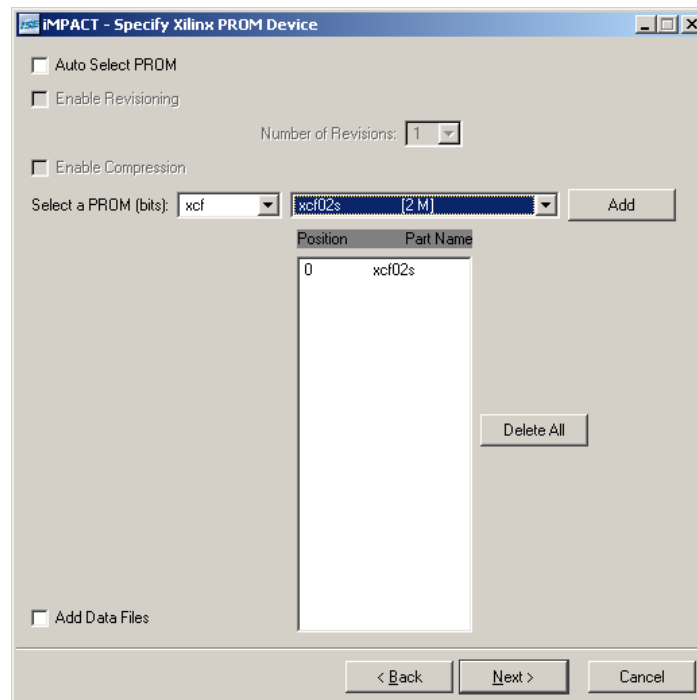 ISE iMPACT - Specify Xilinx PROM Device
Auto Select PROM
Enable Revisioning
Number of Revisions: 1
Enable Compression
Select a PROM (bits): xcf xcf02s [2 M] Add
Position Part Name
0 xcf02s
Delete All
Add Data Files
< Back Next > Cancel